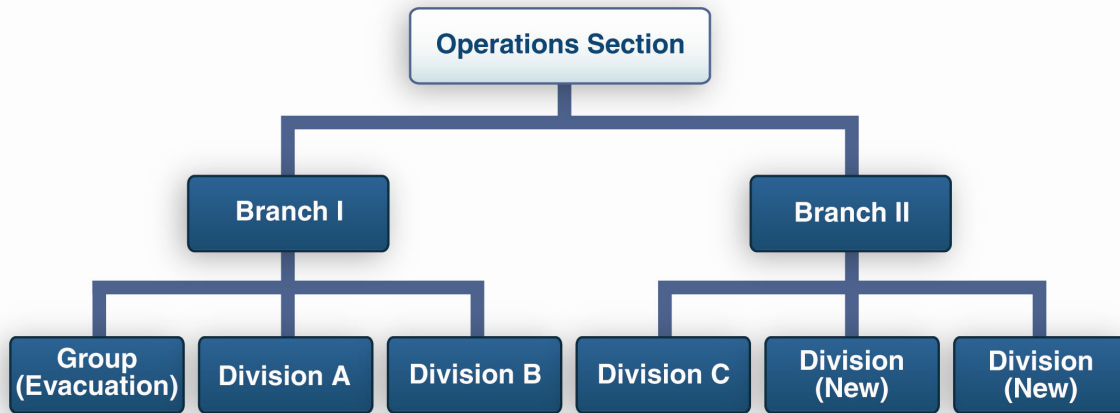 Operations Section
Branch I
Branch II
Group
(Evacuation)
Division A
Division B
Division C
Division
(New)
Division
(New)